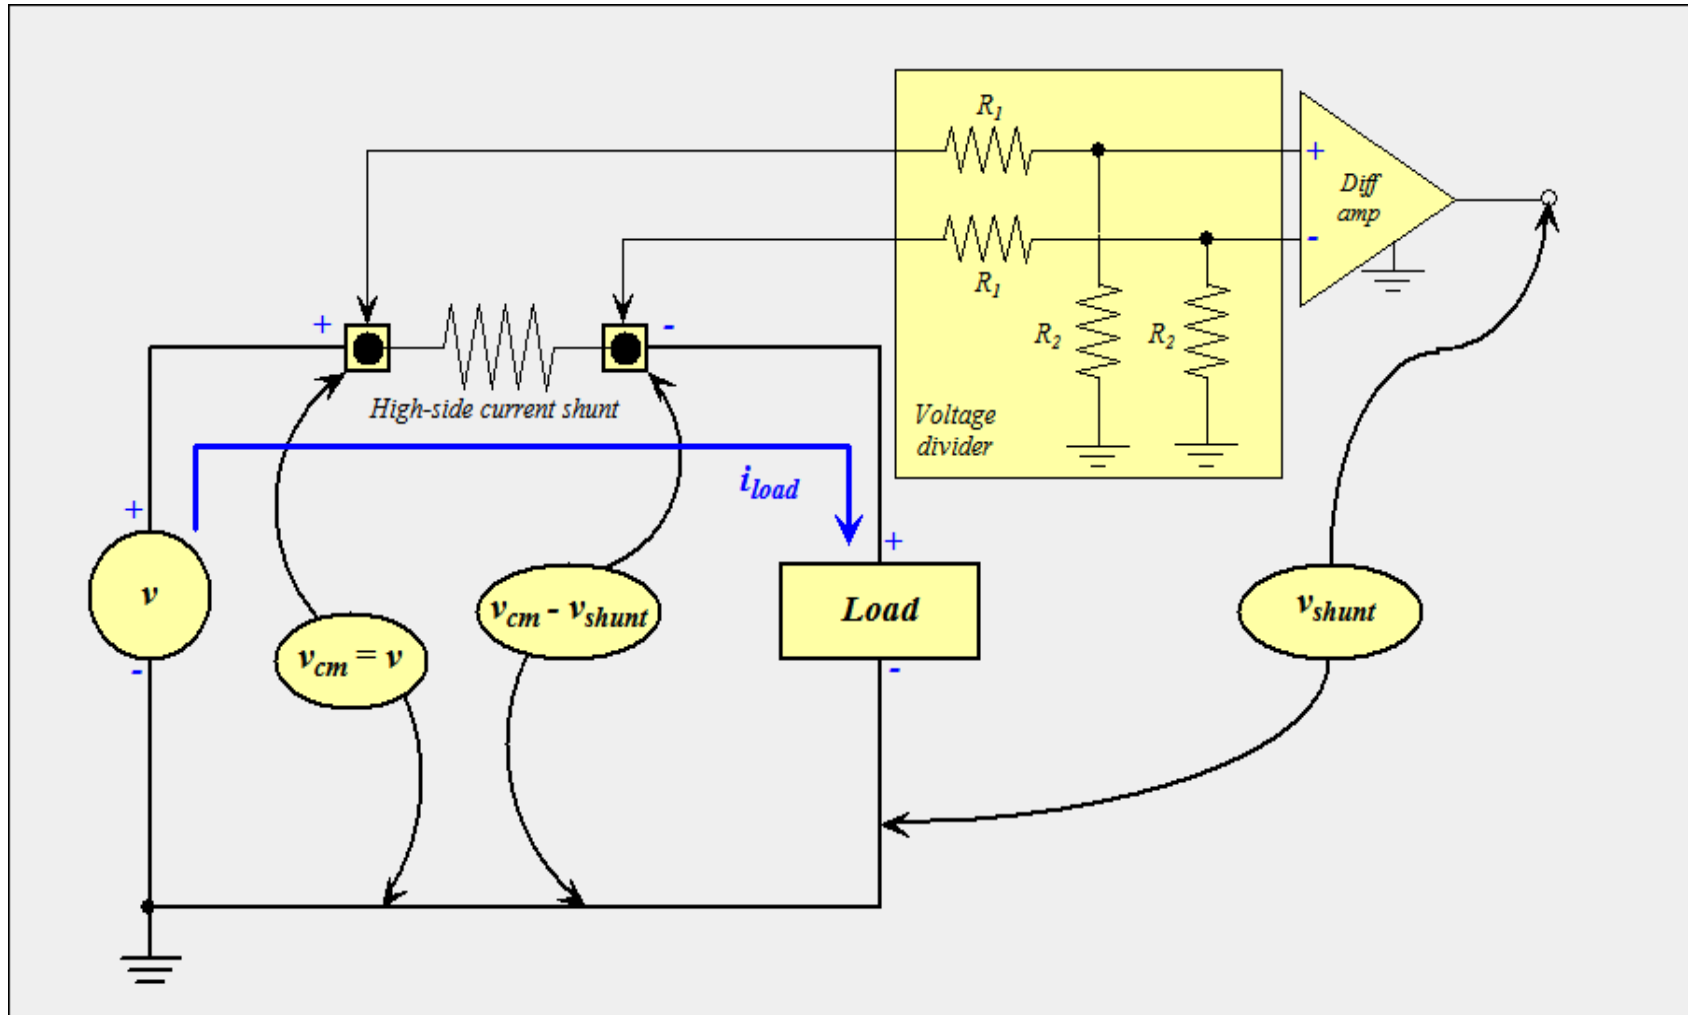 R1
+
Diff
amp
-
R1
+
-
R2
R2
High-side current shunt
Voltage
divider
iload
+
+
v
vcm - vshunt
Load
vshunt
vcm = v
-
-